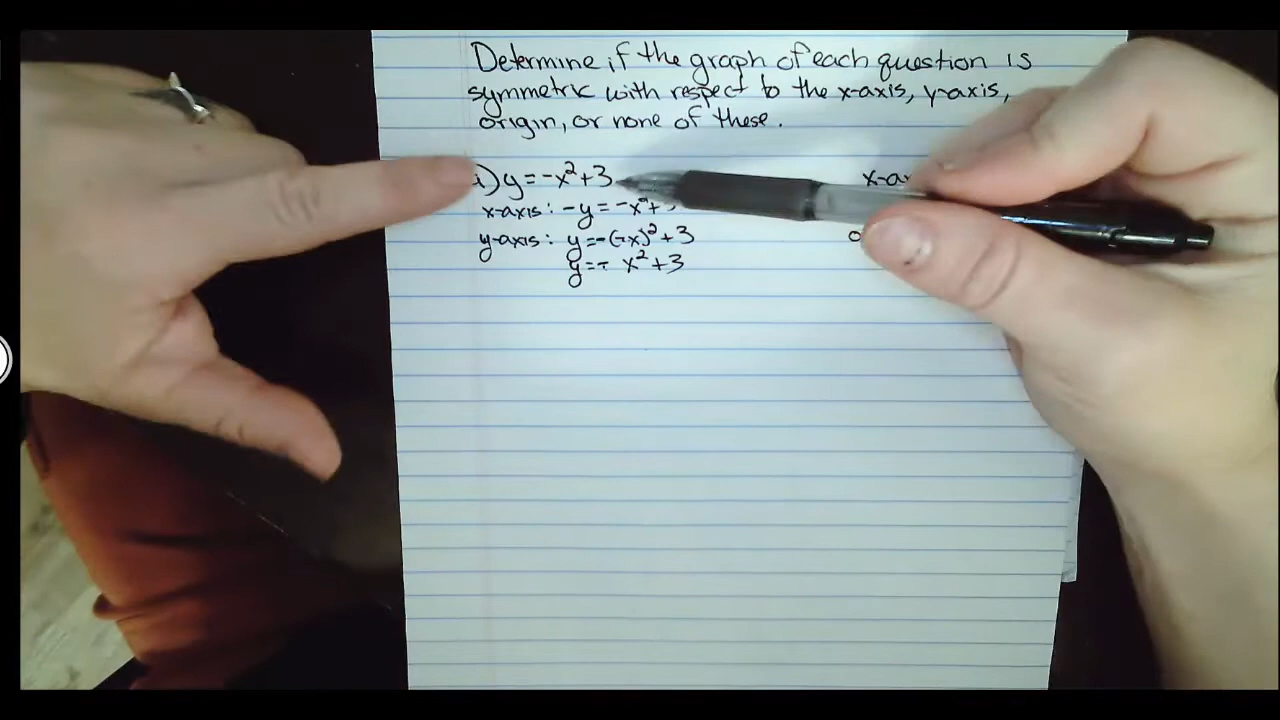 Determine if the graph of each question is
symmetric with respect to the x-axis, y-axis,
origin, or none of these.
y=-x²+3
x-axis: -y=-x²+
y-axis: y=-(-x)²+3
y=-x²+3